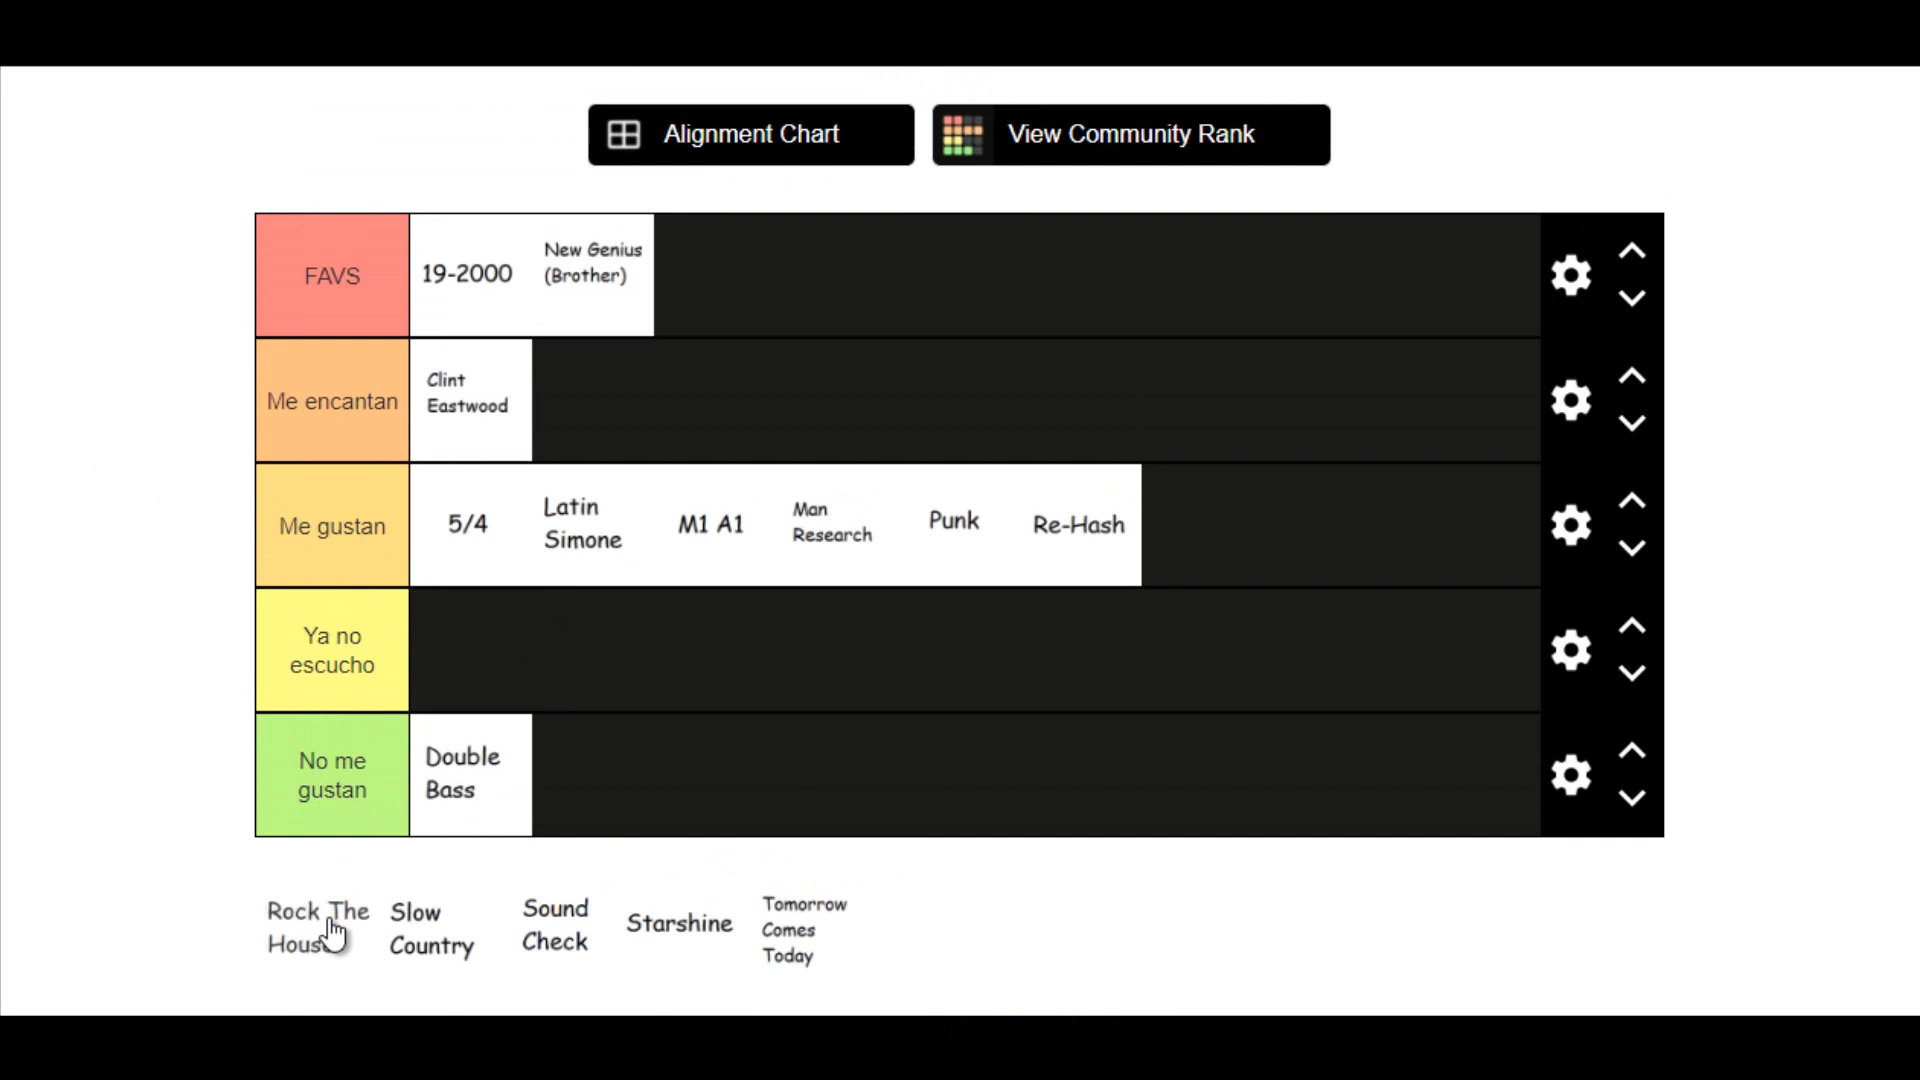 Alignment Chart
View Community Rank
FAVS
19-2000
New Genius
(Brother)
Me encantan
Clint
Eastwood
Me gustan
5/4
Latin
Simone
M1 A1
Man
Research
Punk
Re-Hash
Ya no
escucho
No me
gustan
Double
Bass
Rock The
House
Slow
Country
Sound
Check
Starshine
Tomorrow
Comes
Today